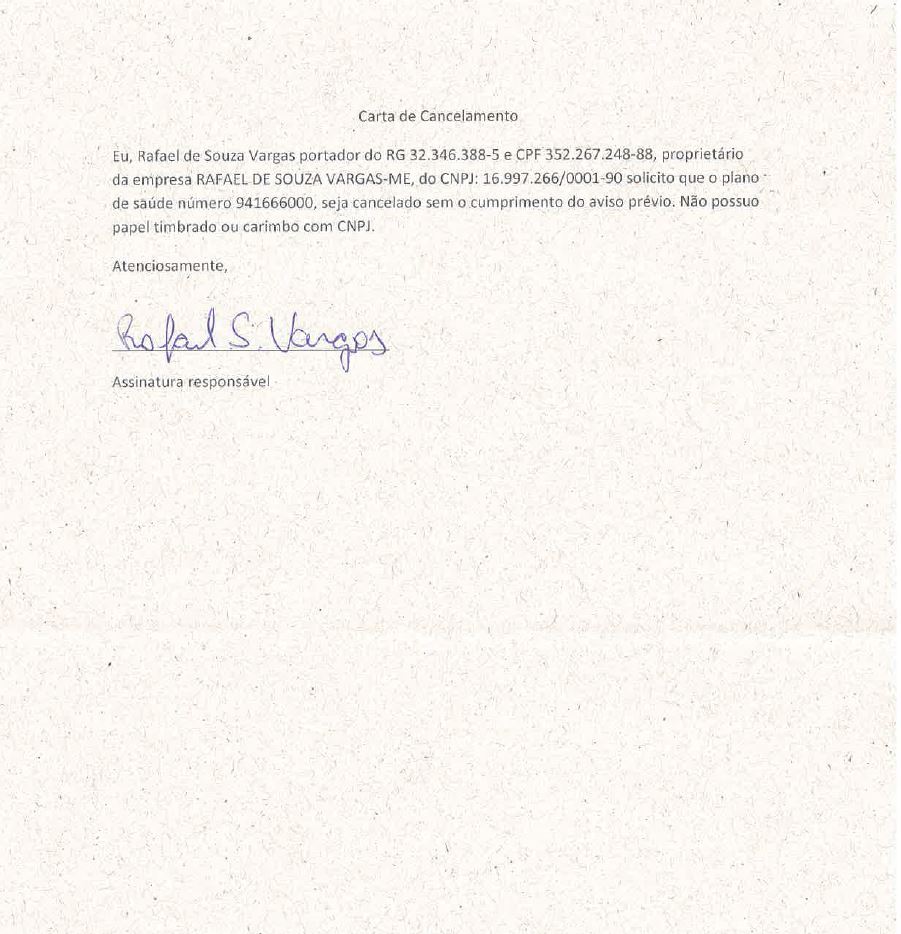 Carta de Cancelamento
Eu, Rafael de Souza Vargas portador do RG 32.346.388-5 e CPF 352.267.248-88, proprietário
da empresa RAFAEL DE SOUZA VARGAS-ME, do CNPJ: 16.997.266/0001-90 solicito que o plano
de saúde número 941666000, seja cancelado sem o cumprimento do aviso prévio. Não possuo
papel timbrado ou carimbo com CNPJ.
Atenciosamente,
Rafael S. Vargas
Assinatura responsável